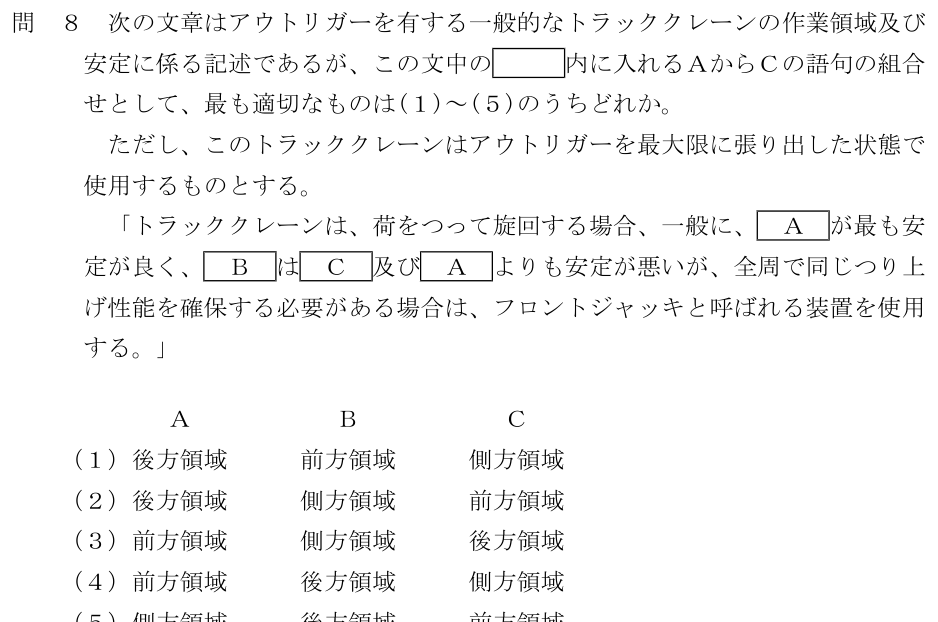 問　８　次の文章はアウトリガーを有する一般的なトラッククレーンの作業領域及び
安定に係る記述であるが、この文中の　　　内に入れるＡからＣの語句の組合
せとして、最も適切なものは(１)～(５)のうちどれか。
ただし、このトラッククレーンはアウトリガーを最大限に張り出した状態で
使用するものとする。
「トラッククレーンは、荷をつって旋回する場合、一般に、　Ａ　が最も安
定が良く、　Ｂ　は　Ｃ　及び　Ａ　よりも安定が悪いが、全周で同じつり上
げ性能を確保する必要がある場合は、フロントジャッキと呼ばれる装置を使用
する。」
Ａ　Ｂ　Ｃ
(１) 後方領域　前方領域　側方領域
(２) 後方領域　側方領域　前方領域
(３) 前方領域　側方領域　後方領域
(４) 前方領域　後方領域　側方領域
(５) 側方領域　後方領域　前方領域